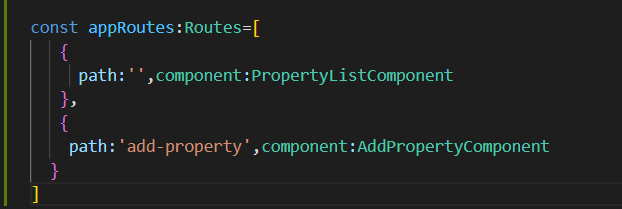 const appRoutes:Routes=[
{
path:'',component:PropertyListComponent
},
{
path:'add-property',component:AddPropertyComponent
}
]